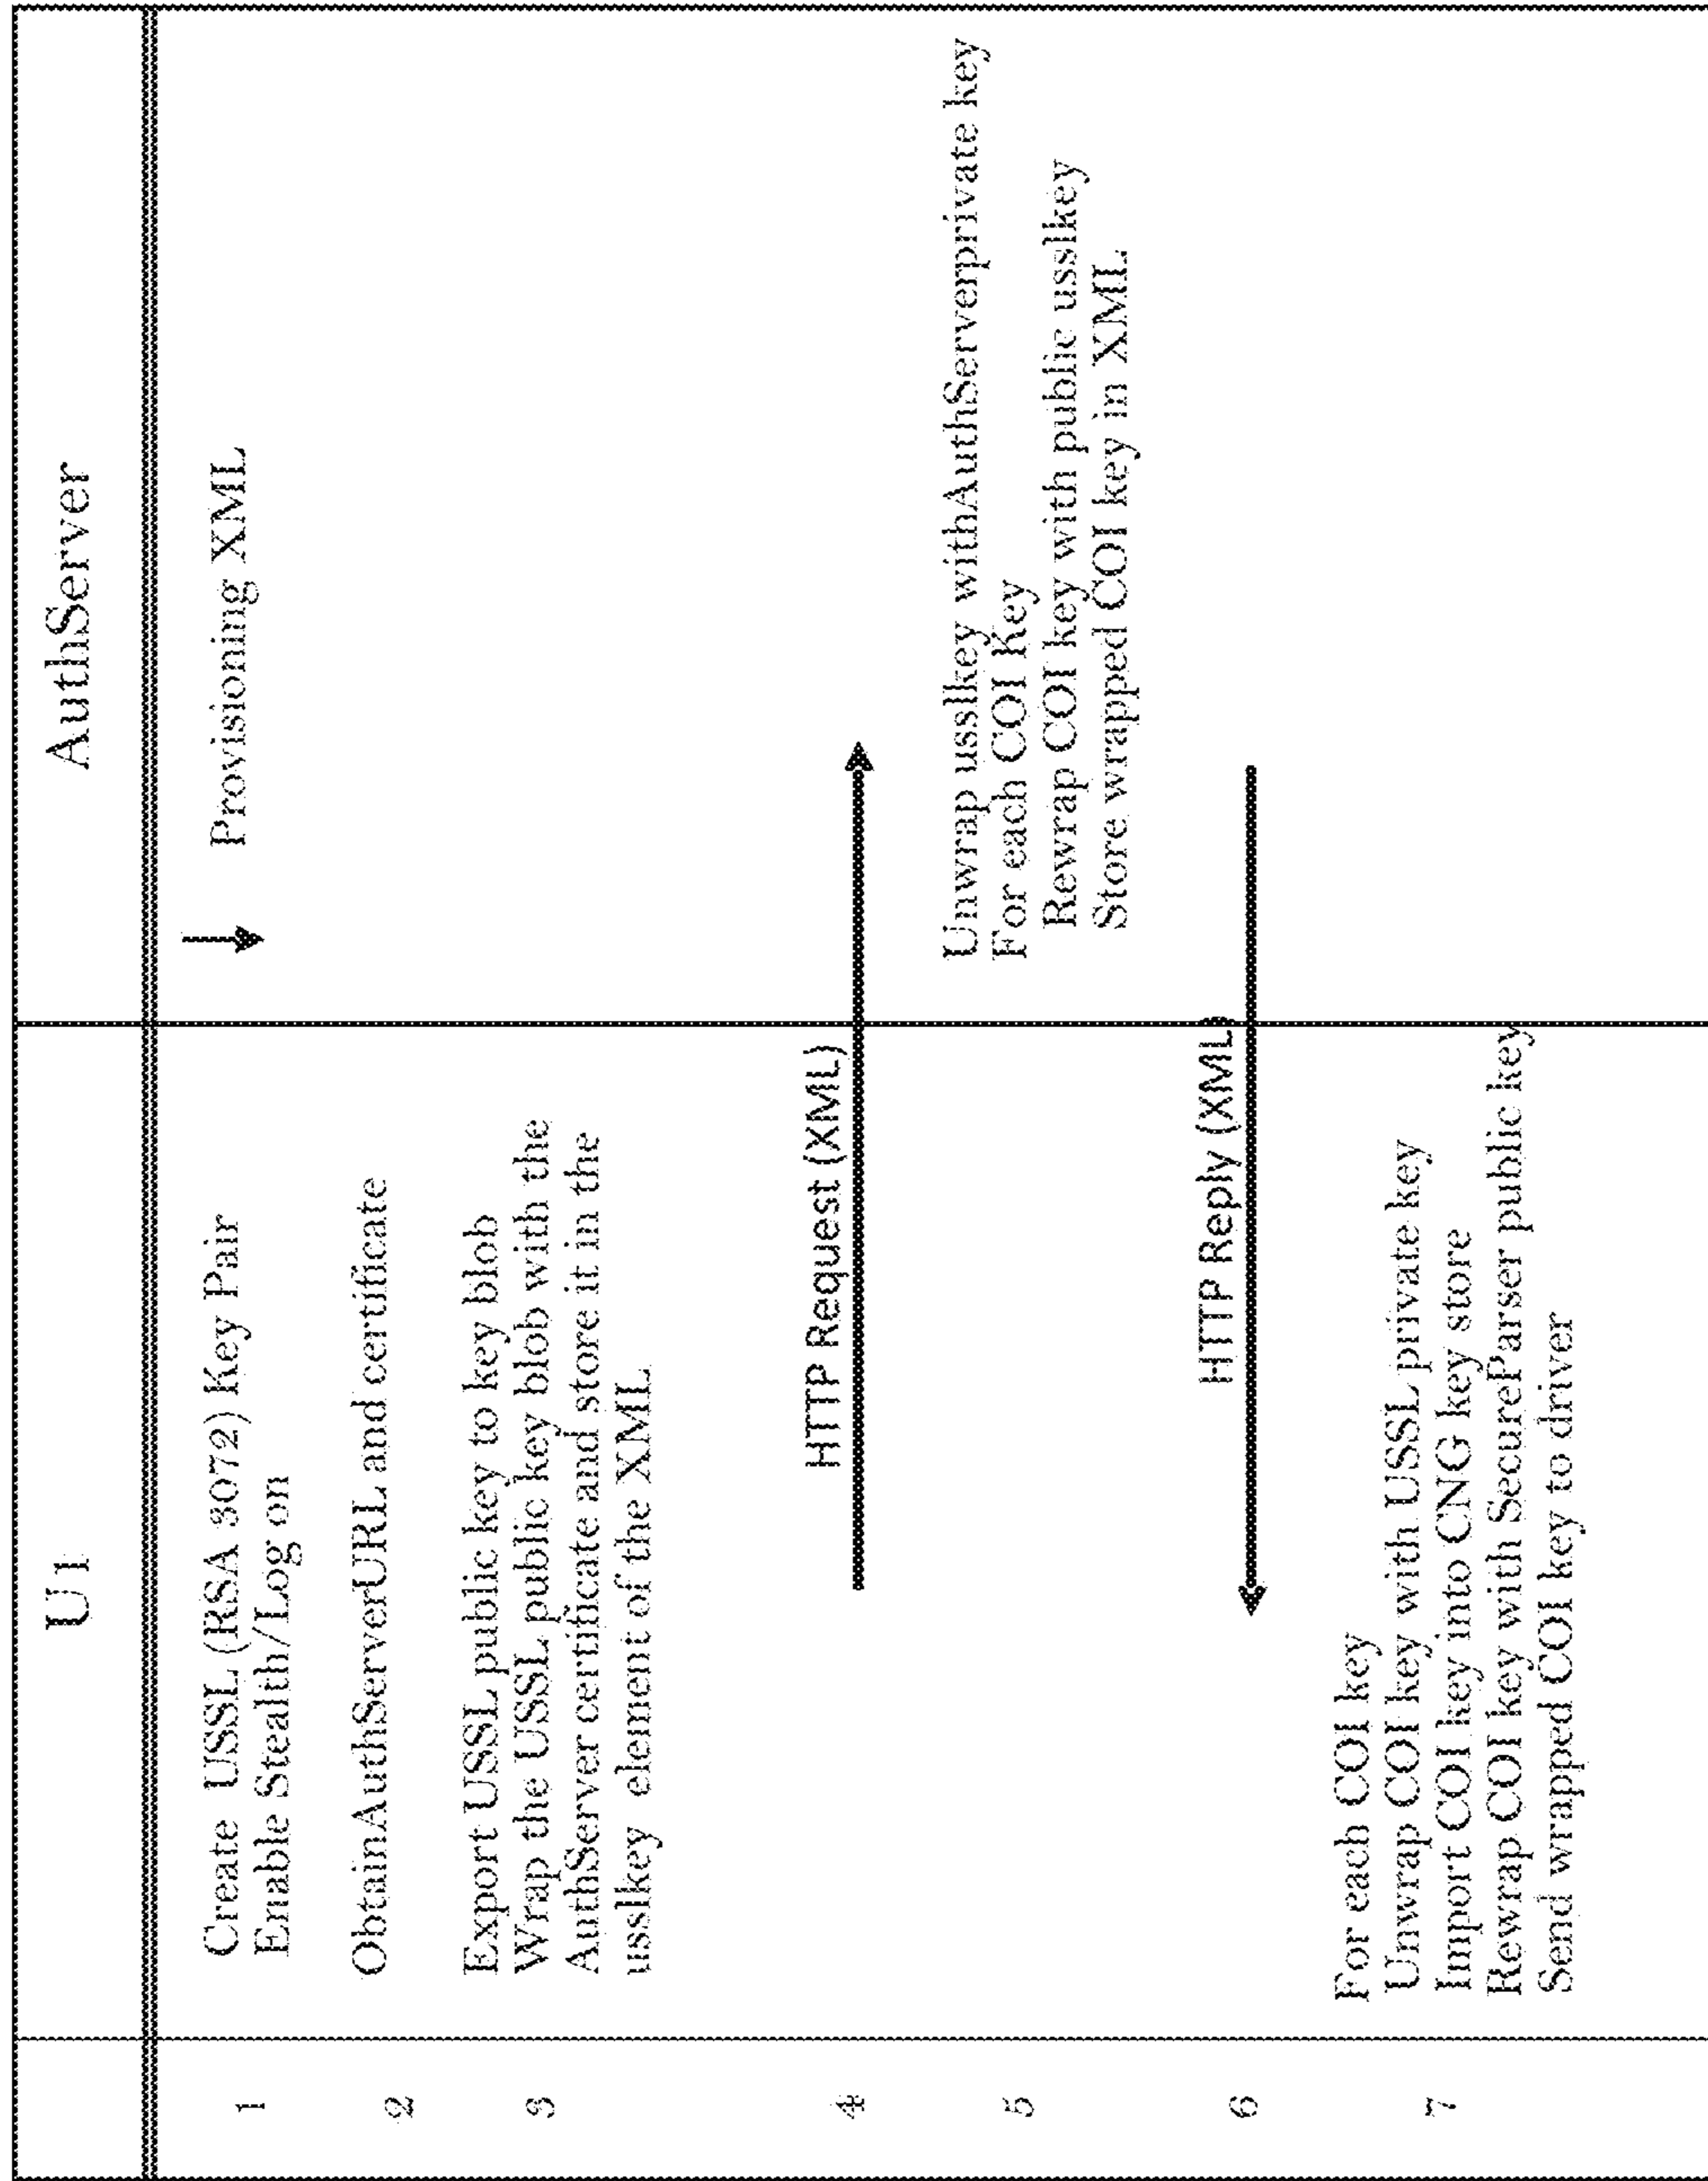 U1
AuthServer
1
Create USSL (RSA 3072) Key Pair
Enable Stealth/Log on
Provisioning XML
2
ObtainAuthServerURL and certificate
3
Export USSL public key to key blob
Wrap the USSL public key blob with the
AuthServer certificate and store it in the
usslkey element of the XML
4
HTTP Request (XML)
5
Unwrap usslkey withAuthServerprivate key
For each COI Key
Rewrap COI key with public usslkey
Store wrapped COI key in XML
6
HTTP Reply (XML)
7
For each COI key
Unwrap COI key with USSL private key
Import COI key into CNG key store
Rewrap COI key with SecureParser public key
Send wrapped COI key to driver